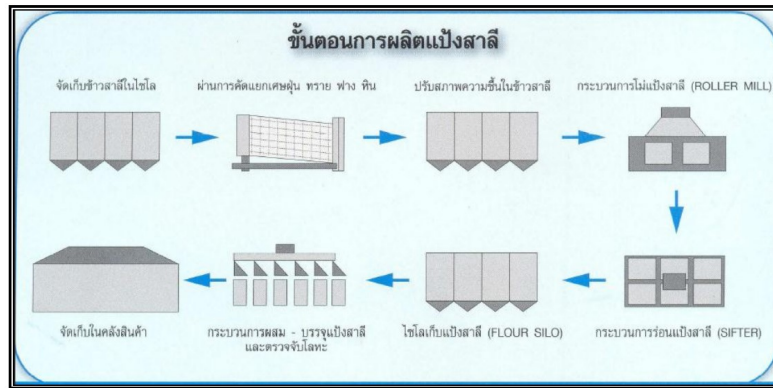 ขั้นตอนการผลิตแป้งสาลี
จัดเก็บข้าวสาลีในไซโล
ผ่านการคัดแยกเศษฝุ่น ทราย ฟาง หิน
ปรับสภาพความชื้นในข้าวสาลี
กระบวนการโม่แป้งสาลี (ROLLER MILL)
กระบวนการร่อนแป้งสาลี (SIFTER)
ไซโลเก็บแป้งสาลี (FLOUR SILO)
กระบวนการผสม - บรรจุแป้งสาลี
และตรวจจับโลหะ
จัดเก็บในคลังสินค้า